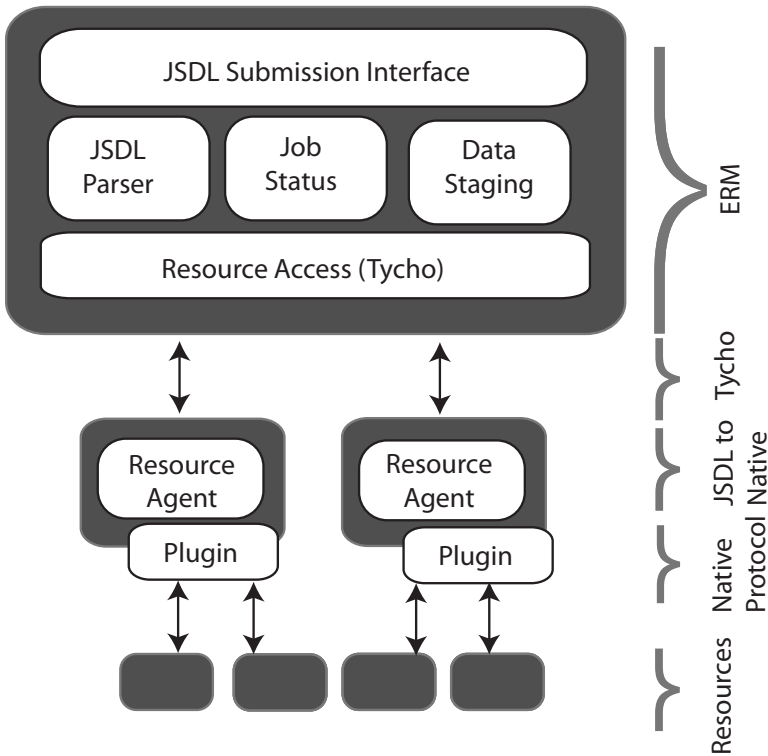 JSDL Submission Interface
JSDL
Parser
Job
Status
Data
Staging
Resource Access (Tycho)
Resource
Agent
Plugin
Resource
Agent
Plugin
ERM
Tycho
JSDL to
Native
Native
Protocol
Resources